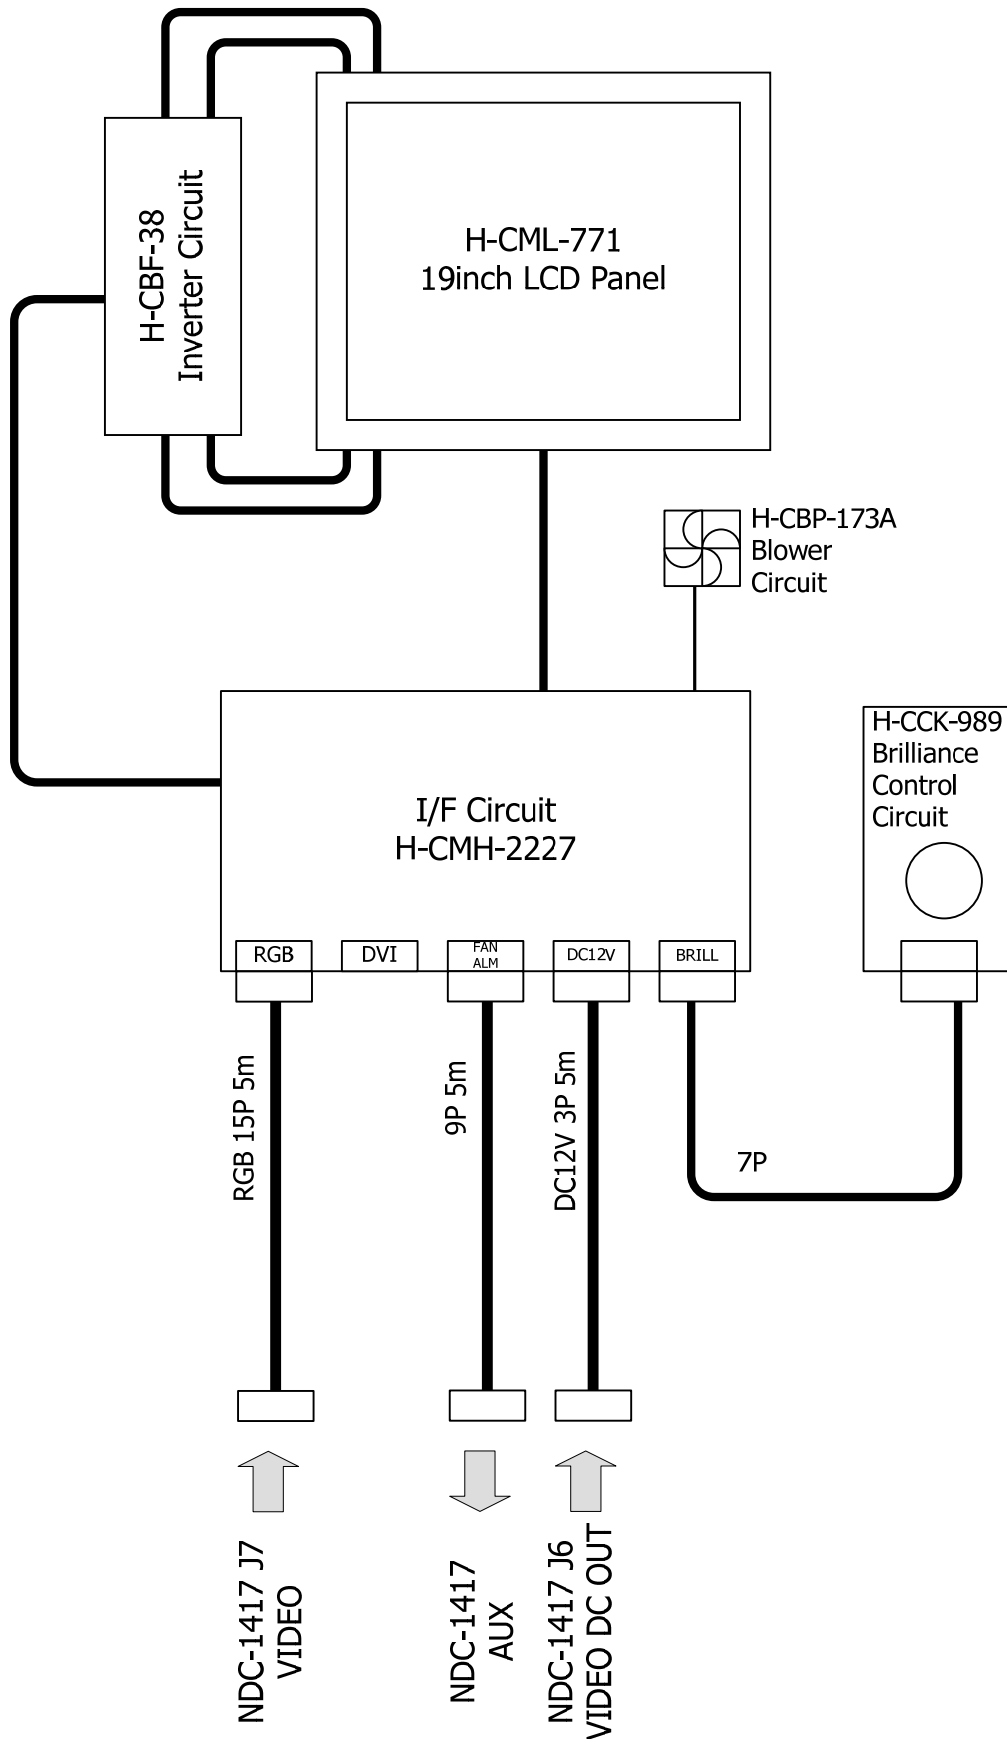 H-CBF-38
Inverter Circuit
H-CML-771
19inch LCD Panel
H-CBP-173A
Blower
Circuit
H-CCK-989
Brilliance
Control
Circuit
I/F Circuit
H-CMH-2227
RGB
DVI
FAN
ALM
DC12V
BRILL
RGB 15P 5m
9P 5m
DC12V 3P 5m
7P
NDC-1417 J7
VIDEO
NDC-1417
AUX
NDC-1417 J6
VIDEO DC OUT